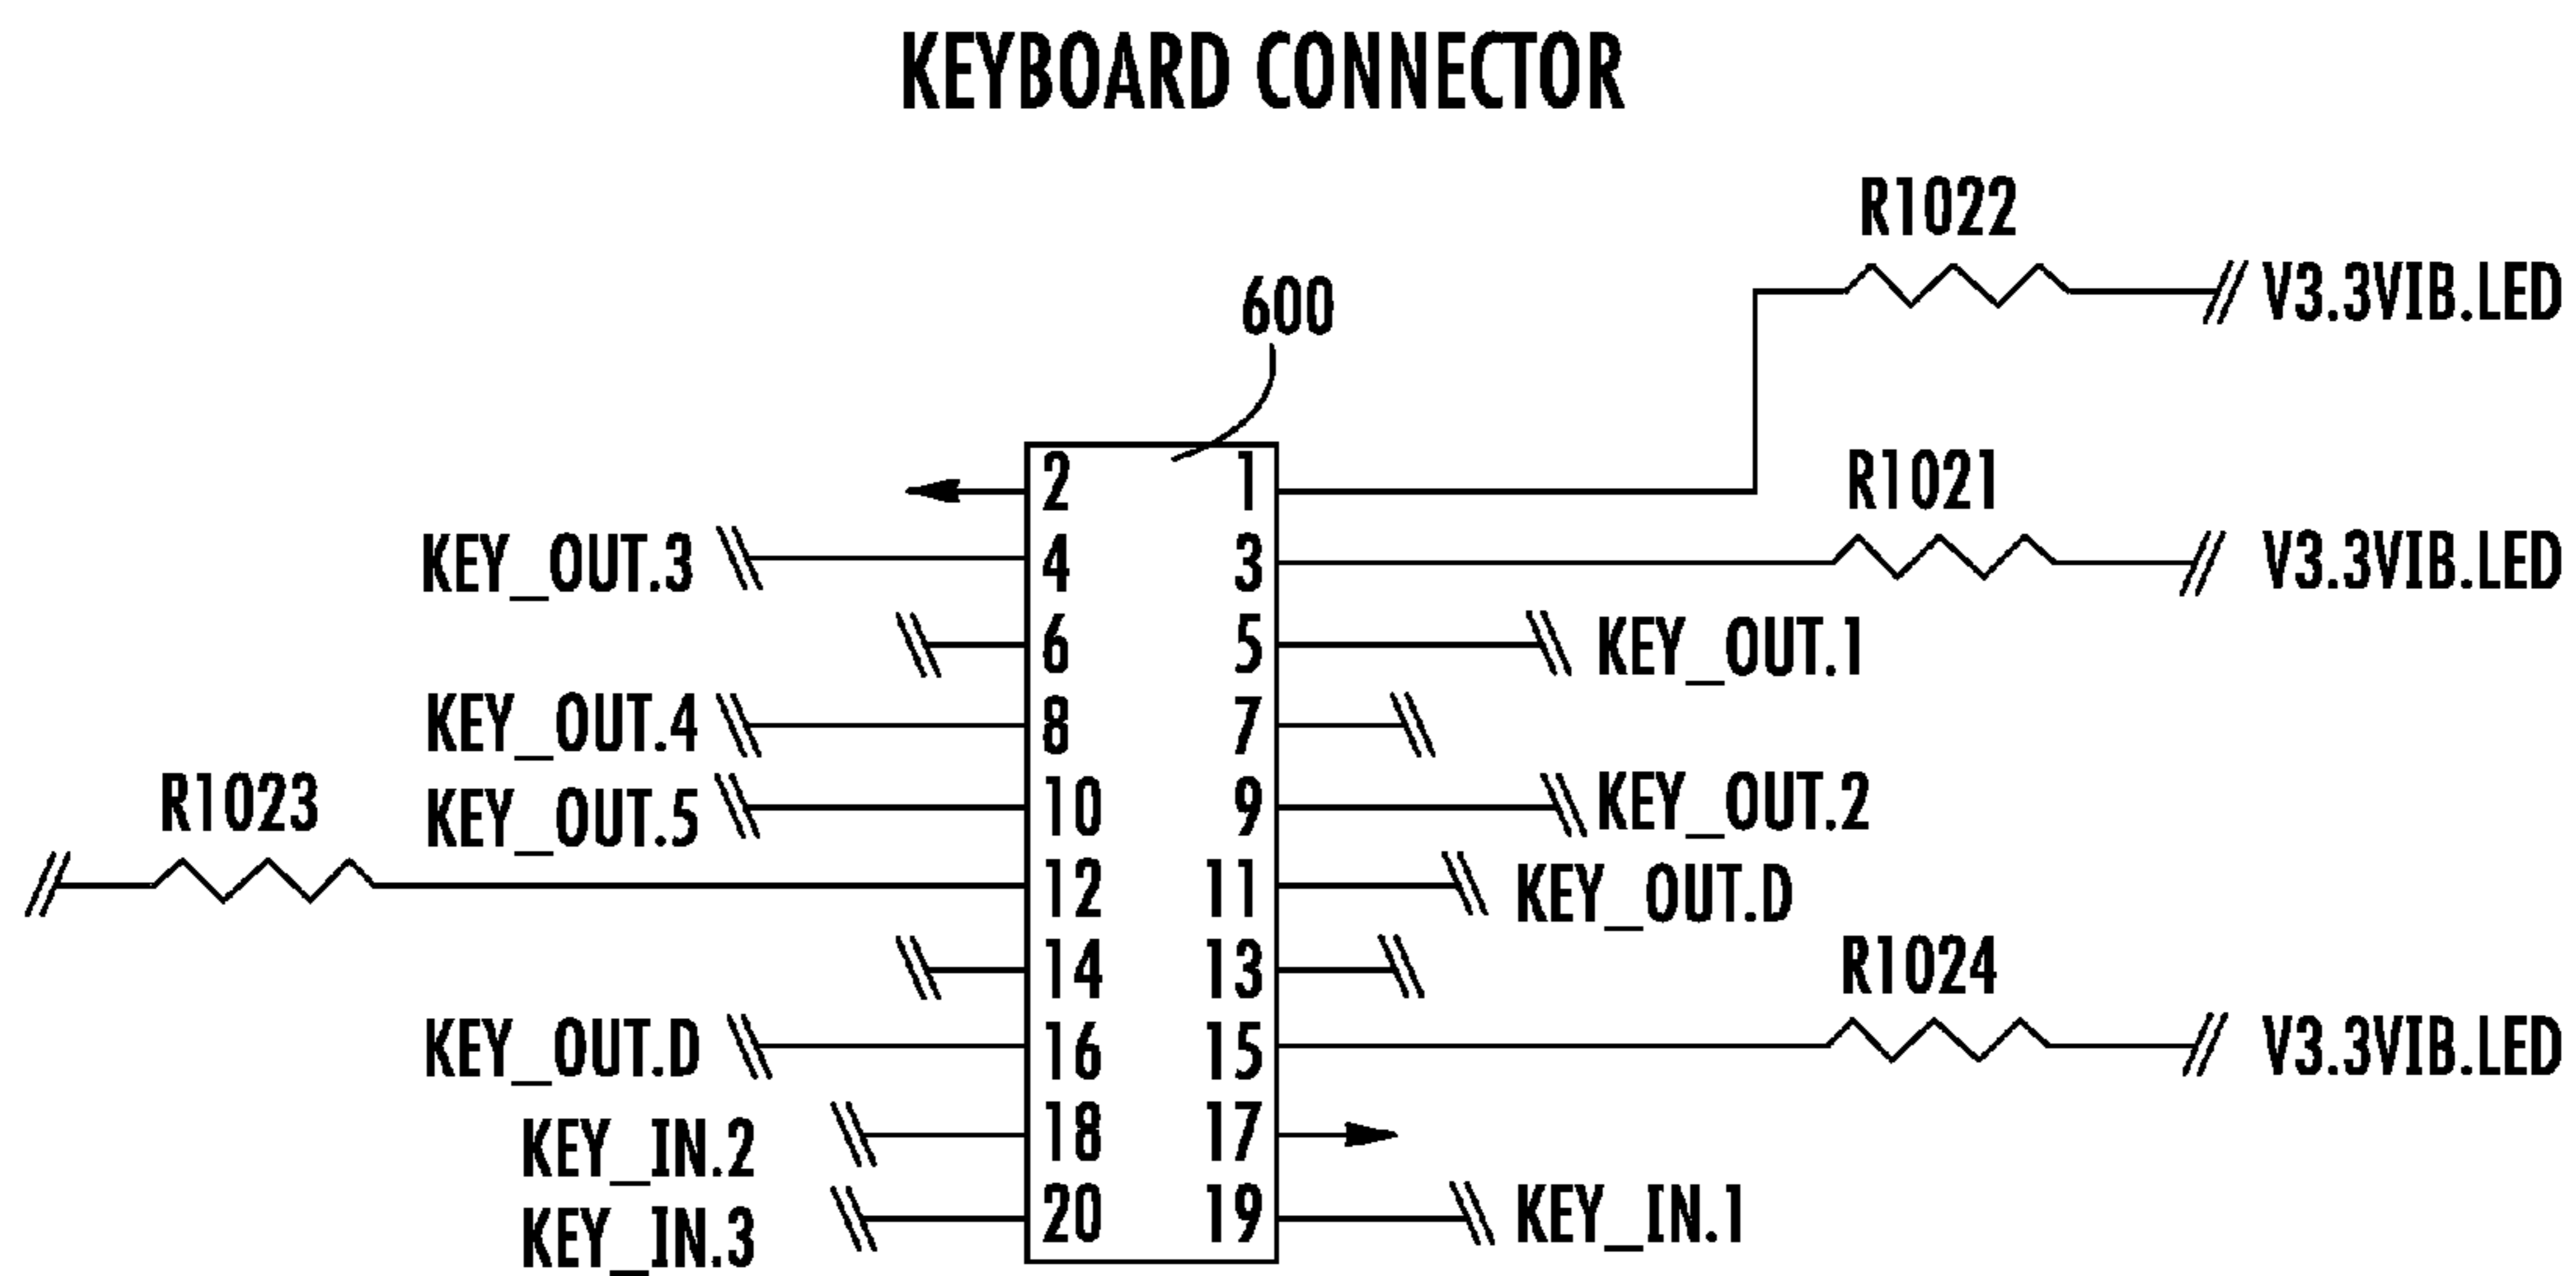 KEYBOARD CONNECTOR
R1022
V3.3VIB.LED
600
2 1
R1021
KEY_OUT.3 4 3 V3.3VIB.LED
6 5 KEY_OUT.1
KEY_OUT.4 8 7
R1023
KEY_OUT.5 10 9 KEY_OUT.2
12 11 KEY_OUT.D
14 13
R1024
KEY_OUT.D 16 15 V3.3VIB.LED
KEY_IN.2 18 17
KEY_IN.3 20 19 KEY_IN.1